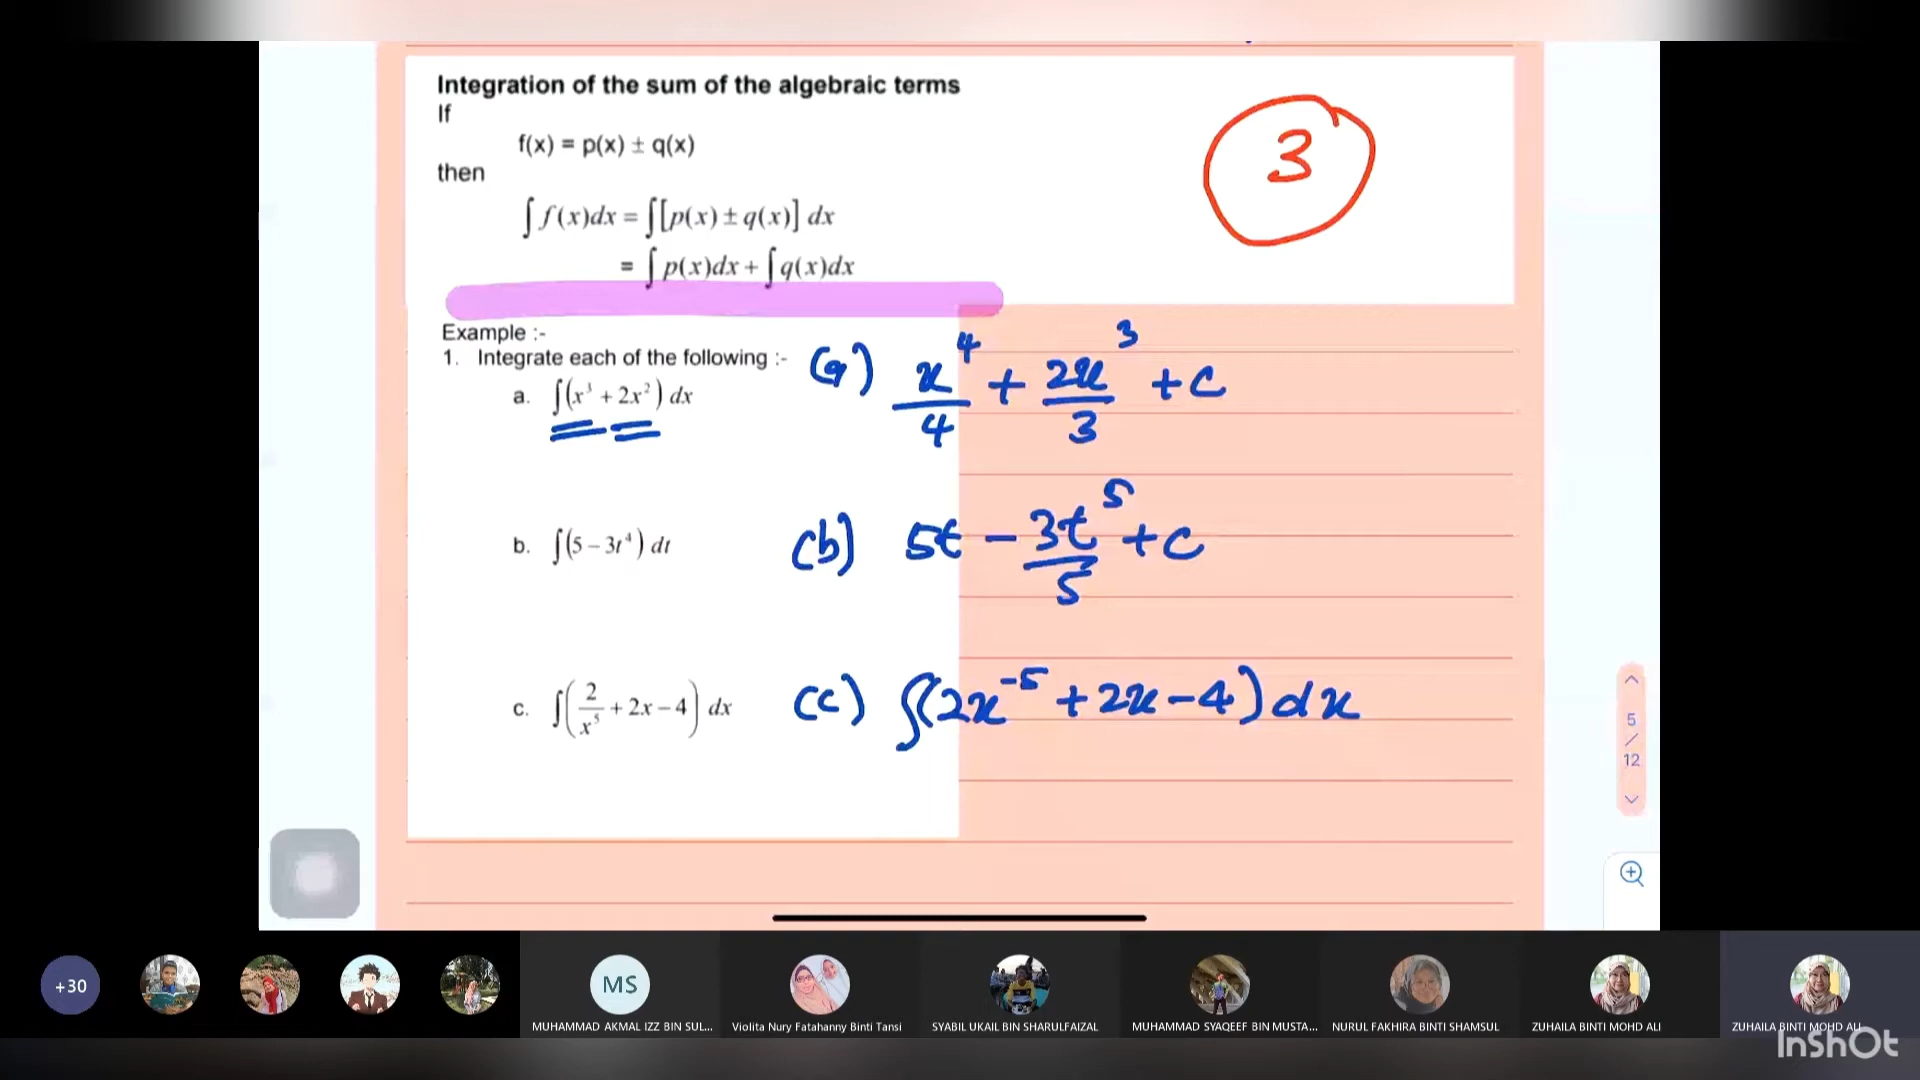 Integration of the sum of the algebraic terms
If
f(x) = p(x) ± q(x)
then
∫ f(x)dx = ∫[p(x) ± q(x)] dx
= ∫ p(x)dx + ∫ q(x)dx
3
Example :-
1. Integrate each of the following :-
a. ∫(x³ + 2x²) dx
(a) x⁴/4 + 2x³/3 + c
b. ∫(5 – 3t⁴) dt
(b) 5t – 3t⁵/5 + c
c. ∫(2/x⁵ + 2x – 4) dx
(c) ∫(2x⁻⁵ + 2x – 4) dx
5
/
12
+30
MS
MUHAMMAD AKMAL IZZ BIN SUL...
Violita Nury Fatahanny Binti Tansi
SYABIL UKAIL BIN SHARULFAIZAL
MUHAMMAD SYAQEEF BIN MUSTA...
NURUL FAKHIRA BINTI SHAMSUL
ZUHAILA BINTI MOHD ALI
ZUHAILA BINTI MOHD ALI
InShOt